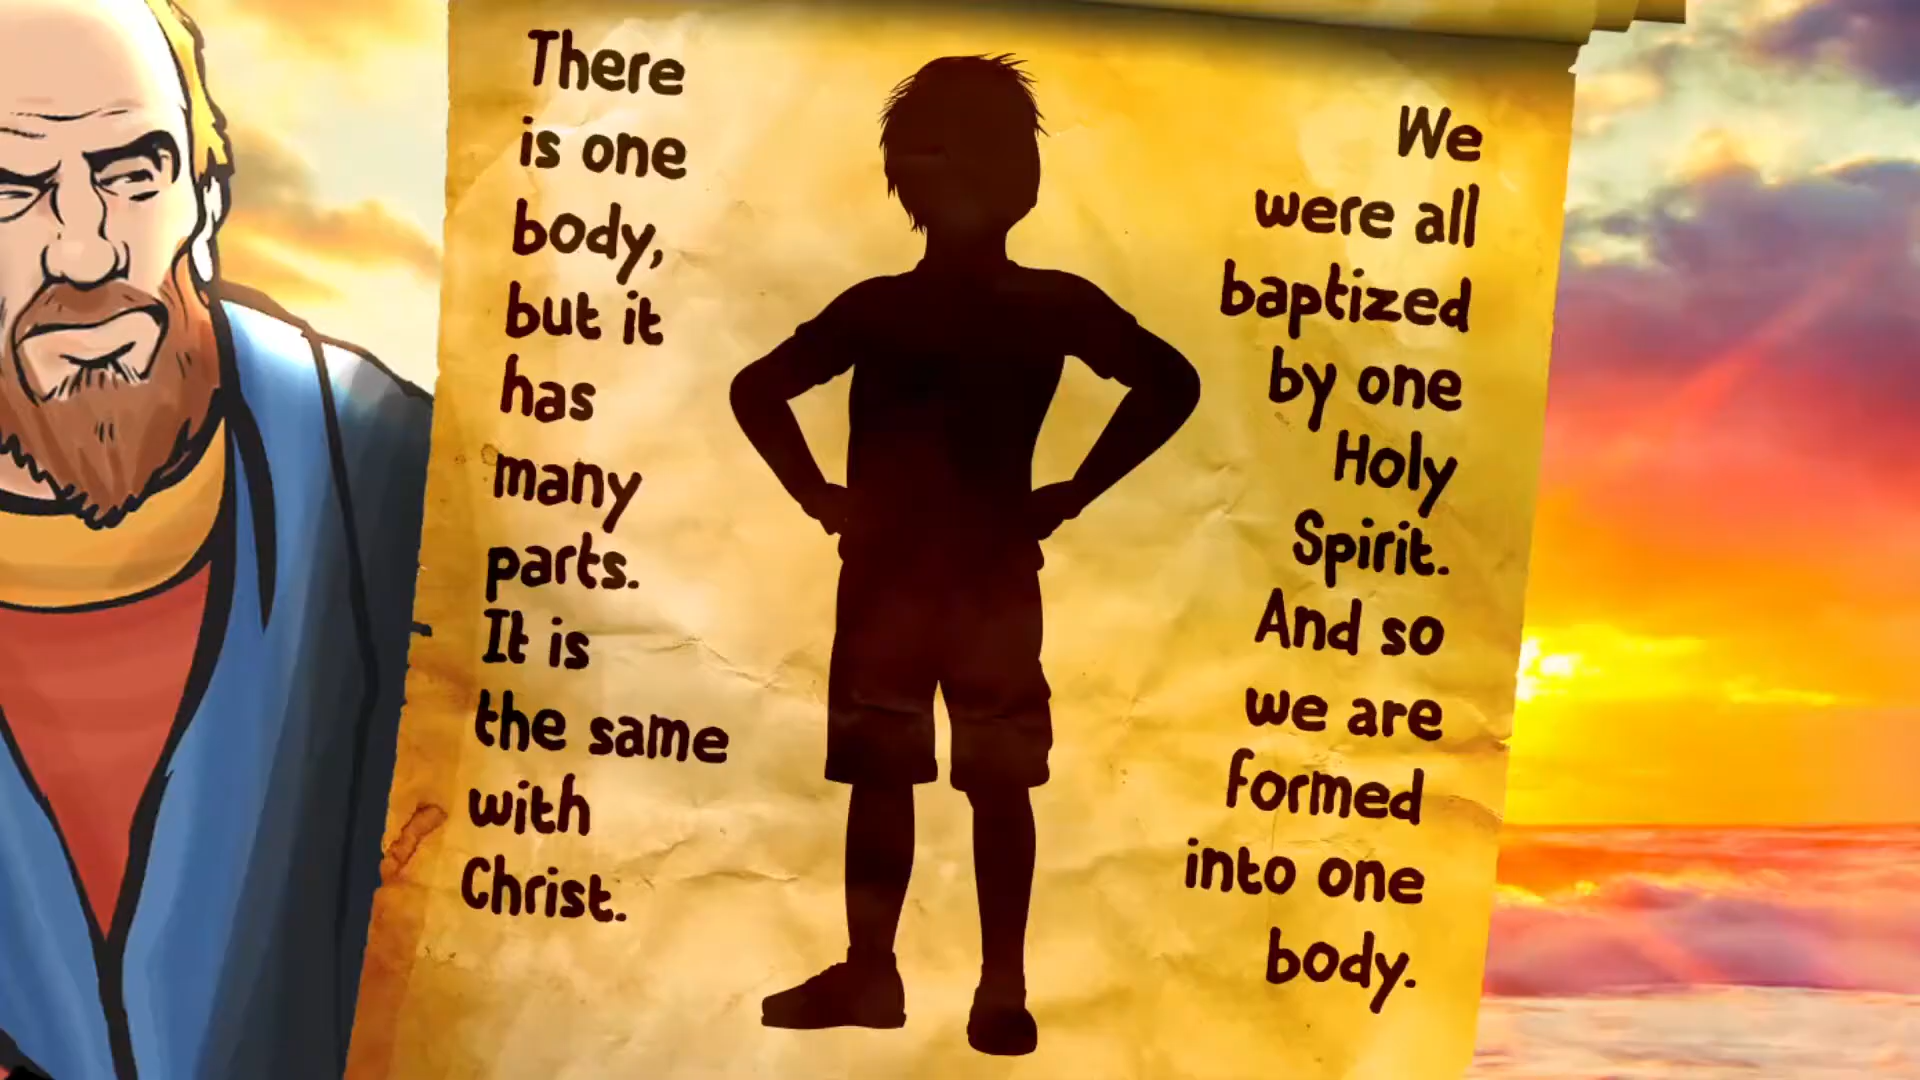 There
is one
body,
but it
has
many
parts.
It is
the same
with
Christ.
We
were all
baptized
by one
Holy
Spirit.
And so
we are
formed
into one
body.